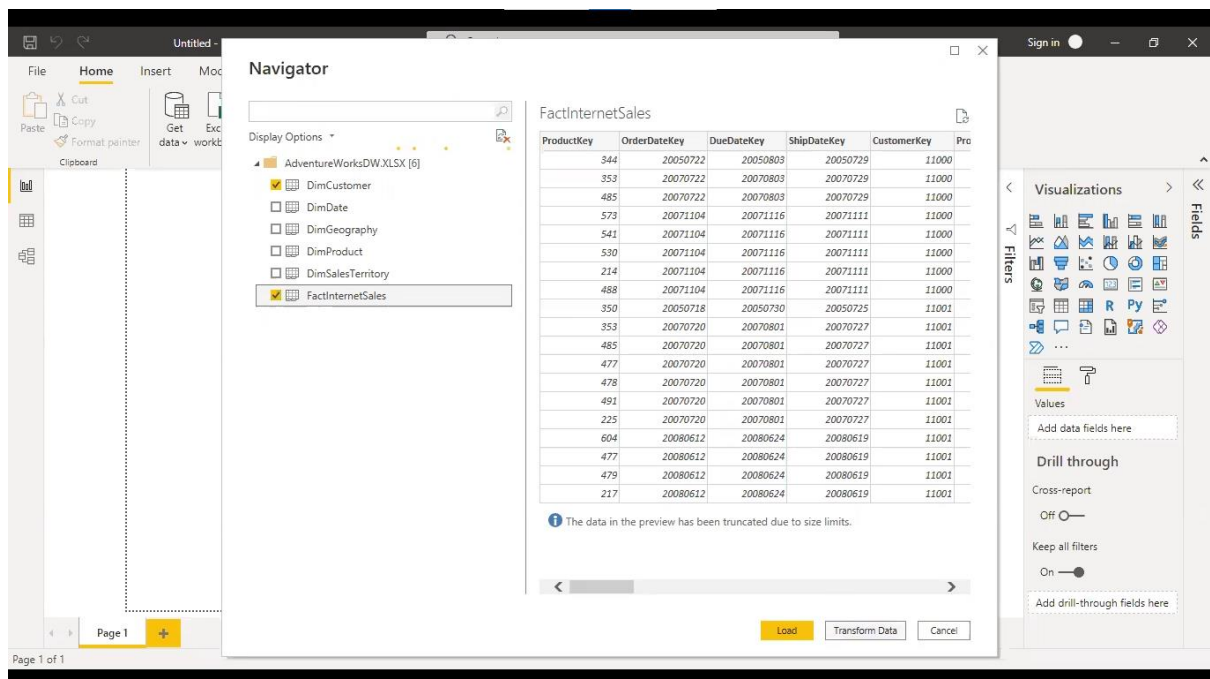 Untitled -
Sign in
File Home Insert Mod
Cut
Copy
Format painter
Paste
Clipboard
Get data
Exc
workb
Navigator
Display Options
AdventureWorksDW.XLSX [6]
DimCustomer
DimDate
DimGeography
DimProduct
DimSalesTerritory
FactInternetSales
FactInternetSales
ProductKey OrderDateKey DueDateKey ShipDateKey CustomerKey Pro
344 20050722 20050803 20050729 11000
353 20070722 20070803 20070729 11000
485 20070722 20070803 20070729 11000
573 20071104 20071116 20071111 11000
541 20071104 20071116 20071111 11000
530 20071104 20071116 20071111 11000
214 20071104 20071116 20071111 11000
488 20071104 20071116 20071111 11000
350 20050718 20050730 20050725 11001
353 20070720 20070801 20070727 11001
485 20070720 20070801 20070727 11001
477 20070720 20070801 20070727 11001
478 20070720 20070801 20070727 11001
491 20070720 20070801 20070727 11001
225 20070720 20070801 20070727 11001
604 20080612 20080624 20080619 11001
477 20080612 20080624 20080619 11001
479 20080612 20080624 20080619 11001
217 20080612 20080624 20080619 11001
The data in the preview has been truncated due to size limits.
Load Transform Data Cancel
Filters
Visualizations
R Py
Values
Add data fields here
Drill through
Cross-report
Off
Keep all filters
On
Add drill-through fields here
Fields
Page 1
Page 1 of 1